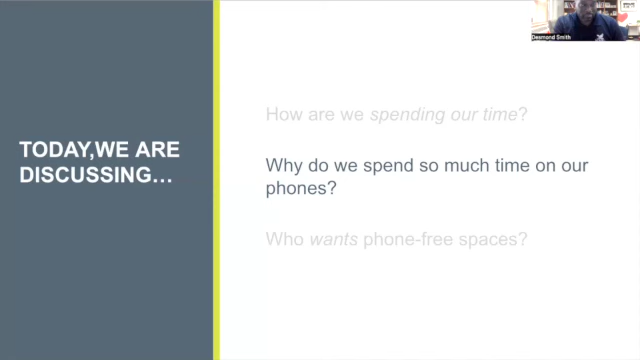 Desmond Smith
TODAY,WE ARE
DISCUSSING…
How are we spending our time?
Why do we spend so much time on our
phones?
Who wants phone-free spaces?